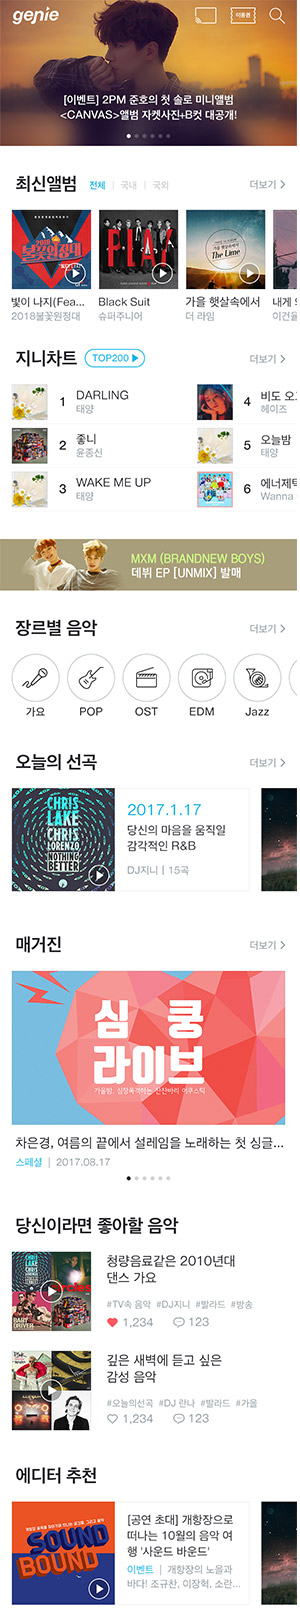 genie
이용권
[이벤트] 2PM 준호의 첫 솔로 미니앨범
<CANVAS>앨범 자켓사진+B컷 대공개!
최신앨범 전체 | 국내 | 국외 더보기 >
2018
불꽃원정대
PLAY
The Lime
빛이 나지(Fea... Black Suit 가을 햇살속에서 내게
2018불꽃원정대 슈퍼주니어 더 라임 이건율
지니차트 TOP200 ▶ 더보기 >
1 DARLING
태양
2 좋니
윤종신
3 WAKE ME UP
태양
4 비도 오
헤이즈
5 오늘밤
태양
6 에너제틱
Wanna
MXM (BRANDNEW BOYS)
데뷔 EP [UNMIX] 발매
장르별 음악 더보기 >
가요 POP OST EDM Jazz
오늘의 선곡 더보기 >
CHRIS
LAKE
CHRIS
LORENZO
NOTHING
BETTER
2017.1.17
당신의 마음을 움직일
감각적인 R&B
DJ지니 | 15곡
매거진 더보기 >
심쿵
라이브
차은경, 여름의 끝에서 설레임을 노래하는 첫 싱글...
스페셜 | 2017.08.17
당신이라면 좋아할 음악
BABY
DRIVER
청량음료같은 2010년대
댄스 가요
#TV속 음악 #DJ지니 #발라드 #방송
1,234 123
깊은 새벽에 듣고 싶은
감성 음악
#오늘의선곡 #DJ 랸나 #발라드 #가을
1,234 123
에디터 추천
SOUND
BOUND
[공연 초대] 개항장으로
떠나는 10월의 음악 여
행 '사운드 바운드'
이벤트 | 개항장의 노을과
바다! 조규찬, 이장혁, 소란...